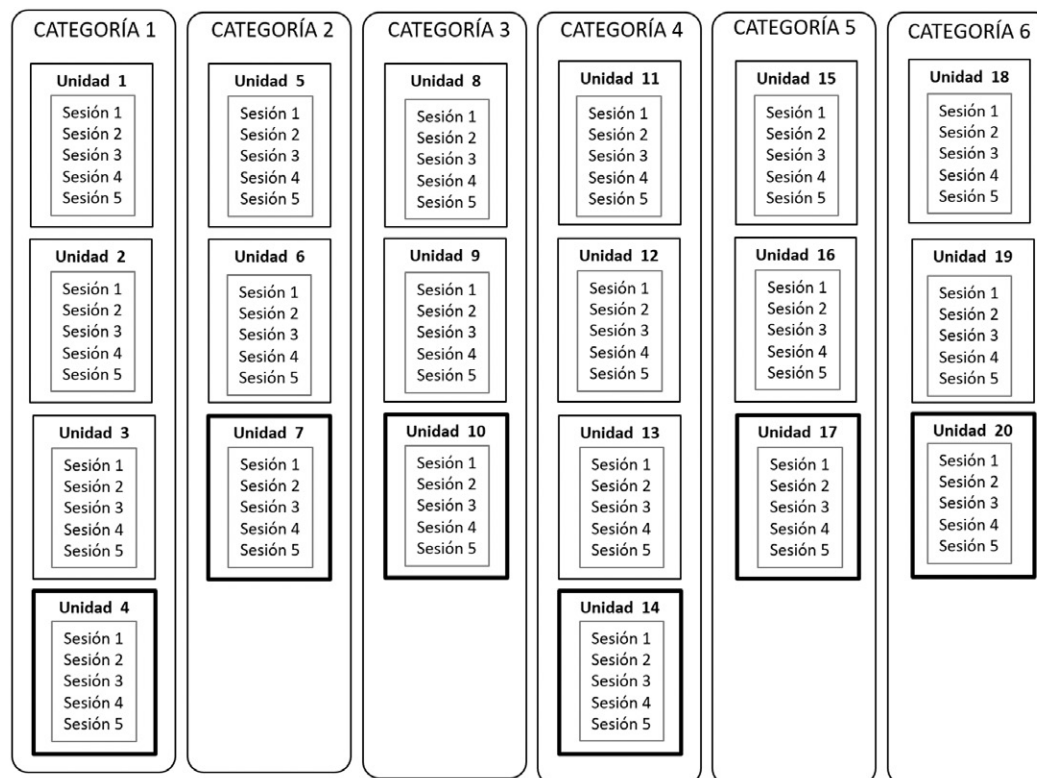 CATEGORÍA 1
Unidad 1
Sesión 1
Sesión 2
Sesión 3
Sesión 4
Sesión 5
Unidad 2
Sesión 1
Sesión 2
Sesión 3
Sesión 4
Sesión 5
Unidad 3
Sesión 1
Sesión 2
Sesión 3
Sesión 4
Sesión 5
Unidad 4
Sesión 1
Sesión 2
Sesión 3
Sesión 4
Sesión 5
CATEGORÍA 2
Unidad 5
Sesión 1
Sesión 2
Sesión 3
Sesión 4
Sesión 5
Unidad 6
Sesión 1
Sesión 2
Sesión 3
Sesión 4
Sesión 5
Unidad 7
Sesión 1
Sesión 2
Sesión 3
Sesión 4
Sesión 5
CATEGORÍA 3
Unidad 8
Sesión 1
Sesión 2
Sesión 3
Sesión 4
Sesión 5
Unidad 9
Sesión 1
Sesión 2
Sesión 3
Sesión 4
Sesión 5
Unidad 10
Sesión 1
Sesión 2
Sesión 3
Sesión 4
Sesión 5
CATEGORÍA 4
Unidad 11
Sesión 1
Sesión 2
Sesión 3
Sesión 4
Sesión 5
Unidad 12
Sesión 1
Sesión 2
Sesión 3
Sesión 4
Sesión 5
Unidad 13
Sesión 1
Sesión 2
Sesión 3
Sesión 4
Sesión 5
Unidad 14
Sesión 1
Sesión 2
Sesión 3
Sesión 4
Sesión 5
CATEGORÍA 5
Unidad 15
Sesión 1
Sesión 2
Sesión 3
Sesión 4
Sesión 5
Unidad 16
Sesión 1
Sesión 2
Sesión 3
Sesión 4
Sesión 5
Unidad 17
Sesión 1
Sesión 2
Sesión 3
Sesión 4
Sesión 5
CATEGORÍA 6
Unidad 18
Sesión 1
Sesión 2
Sesión 3
Sesión 4
Sesión 5
Unidad 19
Sesión 1
Sesión 2
Sesión 3
Sesión 4
Sesión 5
Unidad 20
Sesión 1
Sesión 2
Sesión 3
Sesión 4
Sesión 5